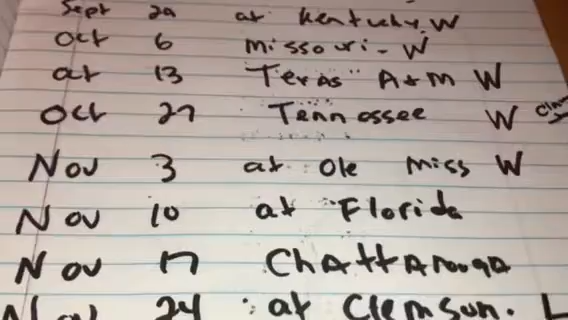 Sept 29 at Kentucky W
Oct 6 Missouri - W
Oct 13 Texas A+M W
Oct 27 Tennossee W
Nov 3 at Ole Miss W
Nov 10 at Florida
Nov 17 Chattanooga
Nov 24 at Clemson. L